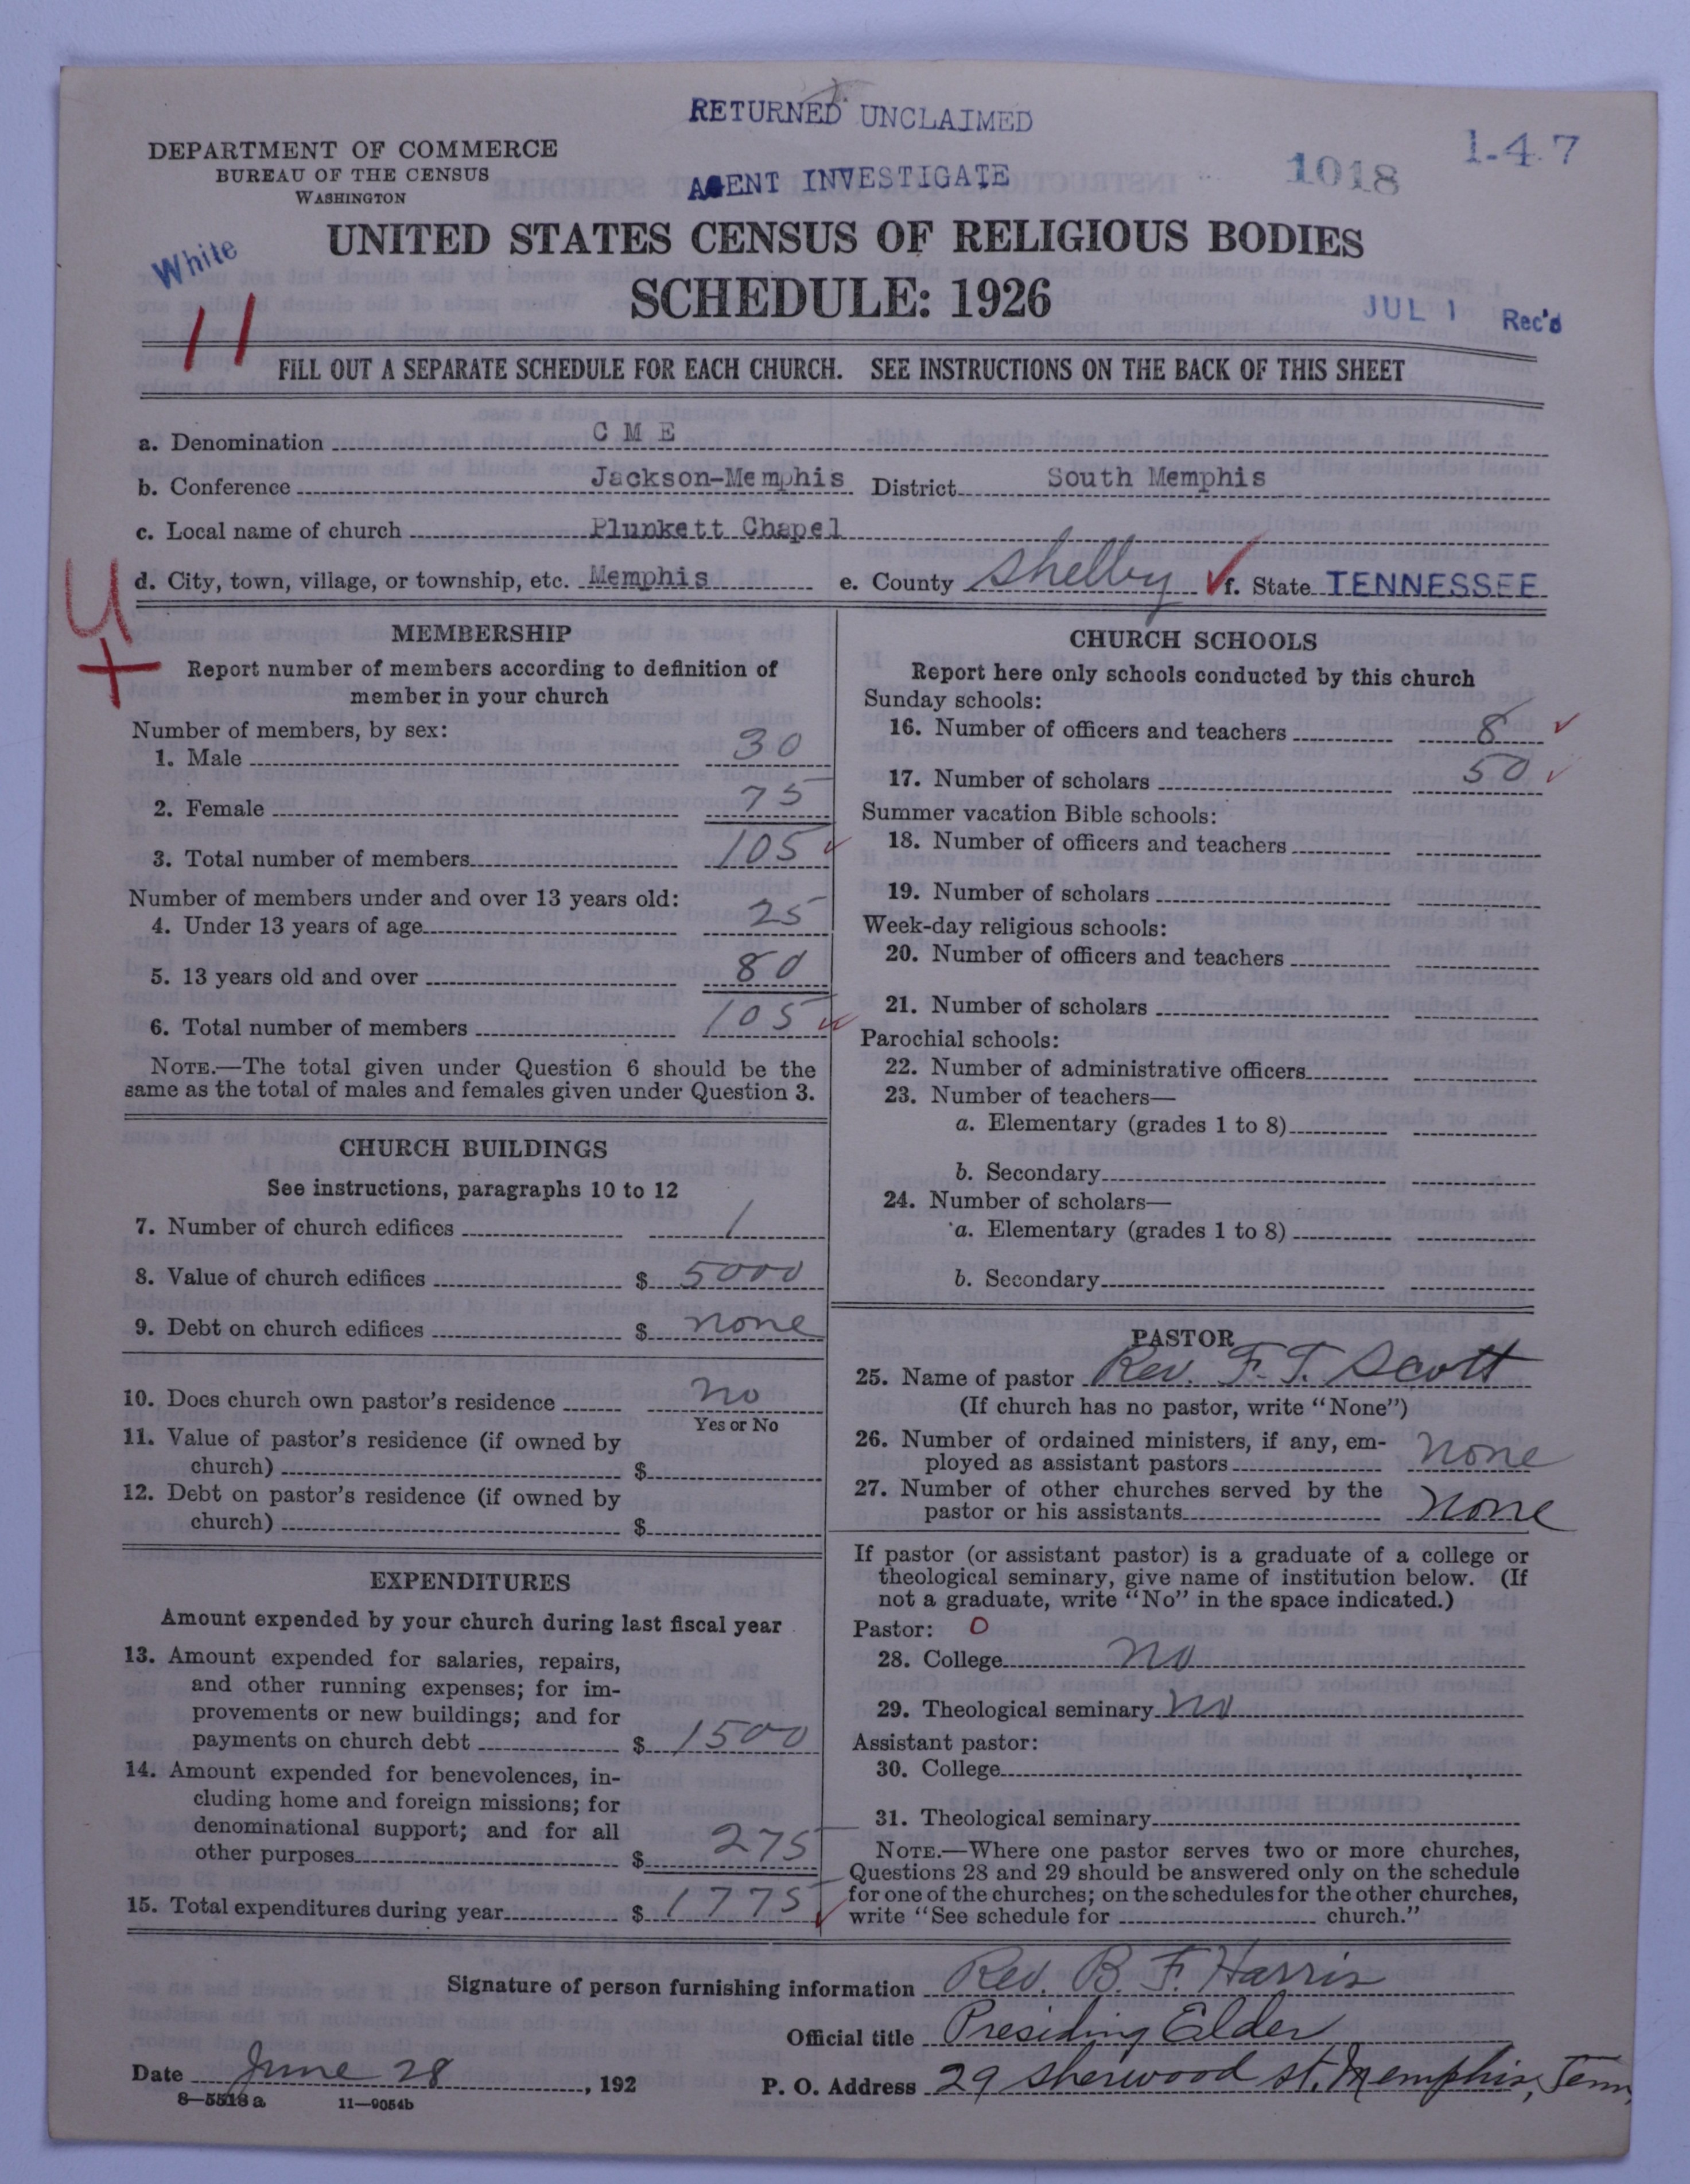 RETURNED UNCLAIMED
DEPARTMENT OF COMMERCE
BUREAU OF THE CENSUS
WASHINGTON
AGENT INVESTIGATE
1018
1-4 7
White
UNITED STATES CENSUS OF RELIGIOUS BODIES
SCHEDULE: 1926
JUL 1 Rec'd
11
FILL OUT A SEPARATE SCHEDULE FOR EACH CHURCH. SEE INSTRUCTIONS ON THE BACK OF THIS SHEET
a. Denomination C M E
b. Conference Jackson-Memphis District South Memphis
c. Local name of church Plunkett Chapel
d. City, town, village, or township, etc. Memphis e. County Shelby f. State TENNESSEE
MEMBERSHIP
Report number of members according to definition of
member in your church
Number of members, by sex:
1. Male 30
2. Female 75
3. Total number of members 105
Number of members under and over 13 years old:
4. Under 13 years of age 25
5. 13 years old and over 80
6. Total number of members 105
NOTE.—The total given under Question 6 should be the
same as the total of males and females given under Question 3.
CHURCH BUILDINGS
See instructions, paragraphs 10 to 12
7. Number of church edifices 1
8. Value of church edifices $ 5000
9. Debt on church edifices $ none
10. Does church own pastor's residence no
Yes or No
11. Value of pastor's residence (if owned by
church) $
12. Debt on pastor's residence (if owned by
church) $
EXPENDITURES
Amount expended by your church during last fiscal year
13. Amount expended for salaries, repairs,
and other running expenses; for im-
provements or new buildings; and for
payments on church debt $ 1500
14. Amount expended for benevolences, in-
cluding home and foreign missions; for
denominational support; and for all
other purposes $ 275
15. Total expenditures during year $ 1775
CHURCH SCHOOLS
Report here only schools conducted by this church
Sunday schools:
16. Number of officers and teachers 8
17. Number of scholars 50
Summer vacation Bible schools:
18. Number of officers and teachers
19. Number of scholars
Week-day religious schools:
20. Number of officers and teachers
21. Number of scholars
Parochial schools:
22. Number of administrative officers
23. Number of teachers—
a. Elementary (grades 1 to 8)
b. Secondary
24. Number of scholars—
a. Elementary (grades 1 to 8)
b. Secondary
PASTOR
25. Name of pastor Rev. F. T. Scott
(If church has no pastor, write "None")
26. Number of ordained ministers, if any, em-
ployed as assistant pastors none
27. Number of other churches served by the
pastor or his assistants none
If pastor (or assistant pastor) is a graduate of a college or
theological seminary, give name of institution below. (If
not a graduate, write "No" in the space indicated.)
Pastor: 0
28. College no
29. Theological seminary no
Assistant pastor:
30. College
31. Theological seminary
NOTE.—Where one pastor serves two or more churches,
Questions 28 and 29 should be answered only on the schedule
for one of the churches; on the schedules for the other churches,
write "See schedule for church."
Signature of person furnishing information Rev. B. F. Harris
Official title Presiding Elder
Date June 28, 192
P. O. Address 29 Sherwood st. Memphis, Tenn,
8—5518 a 11—9054b